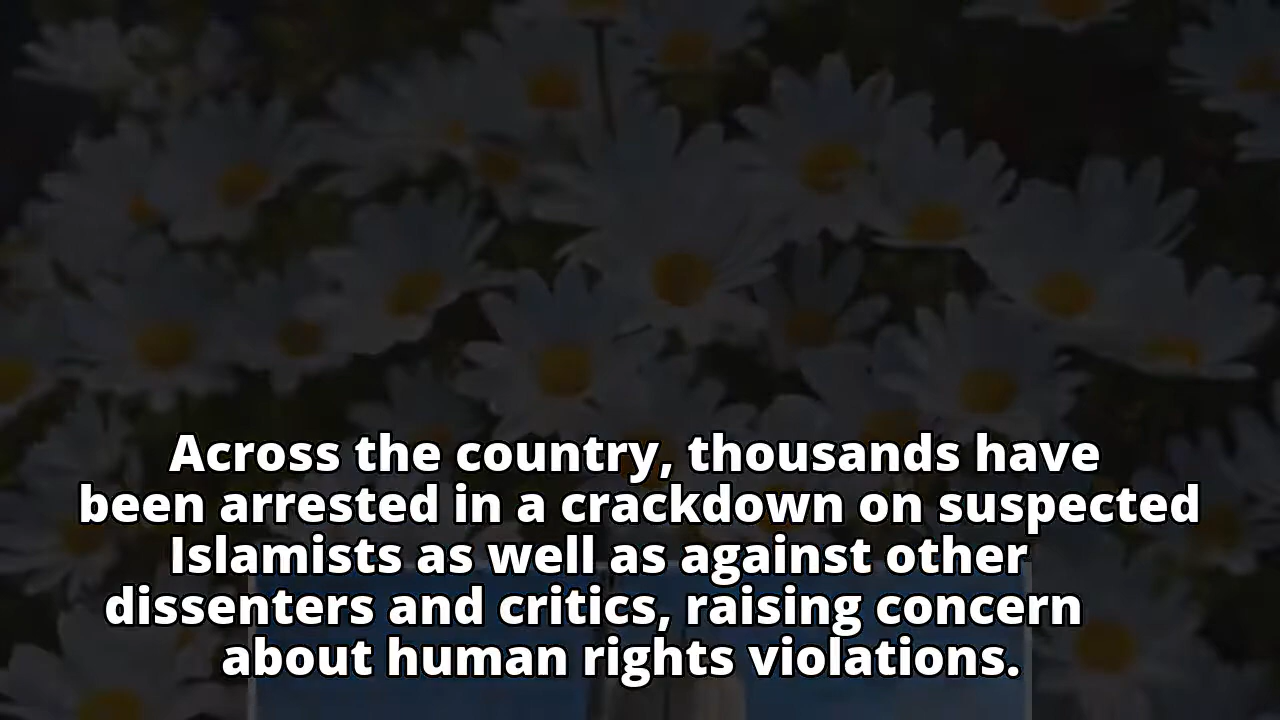 Across the country, thousands have
been arrested in a crackdown on suspected
Islamists as well as against other
dissenters and critics, raising concern
about human rights violations.